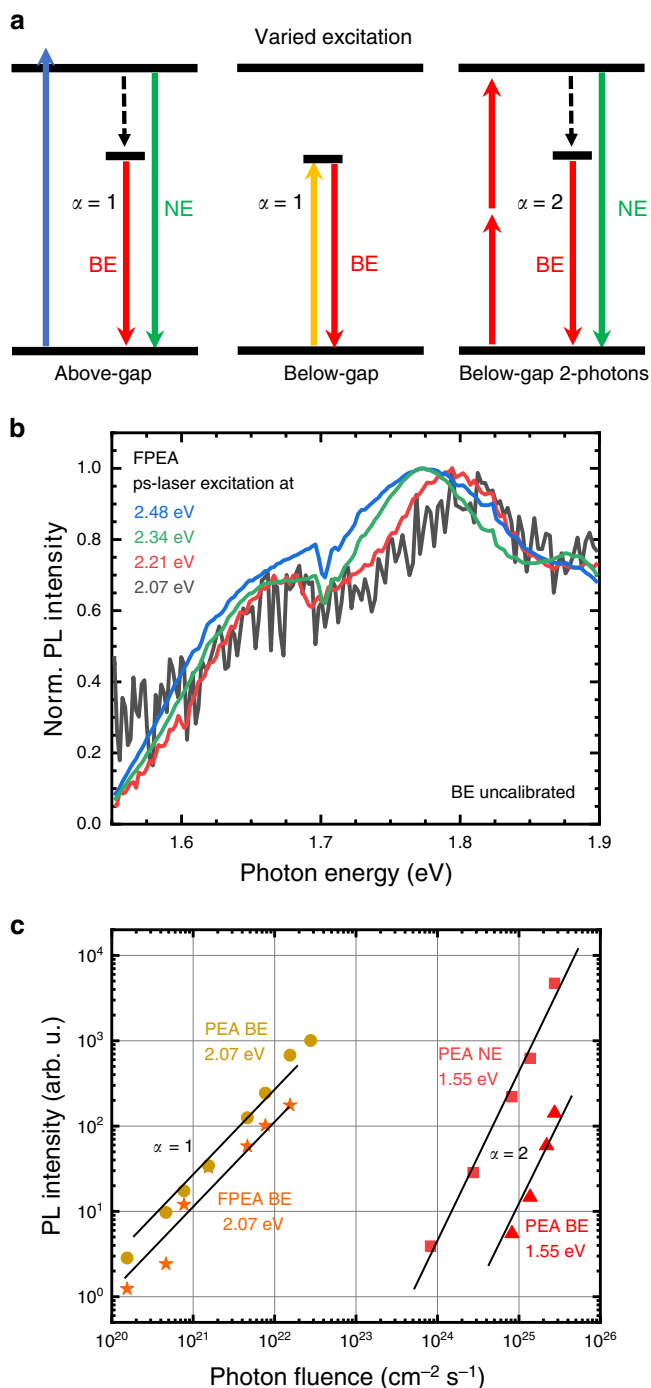 a
Varied excitation
α = 1
BE
NE
Above-gap
α = 1
BE
Below-gap
α = 2
BE
NE
Below-gap 2-photons
b
FPEA
ps-laser excitation at
2.48 eV
2.34 eV
2.21 eV
2.07 eV
BE uncalibrated
Norm. PL intensity
1.0
0.8
0.6
0.4
0.2
0.0
1.6 1.7 1.8 1.9
Photon energy (eV)
c
PL intensity (arb. u.)
10⁴
10³
10²
10¹
10⁰
PEA BE
2.07 eV
α = 1
FPEA BE
2.07 eV
PEA NE
1.55 eV
α = 2
PEA BE
1.55 eV
10²⁰ 10²¹ 10²² 10²³ 10²⁴ 10²⁵ 10²⁶
Photon fluence (cm⁻² s⁻¹)